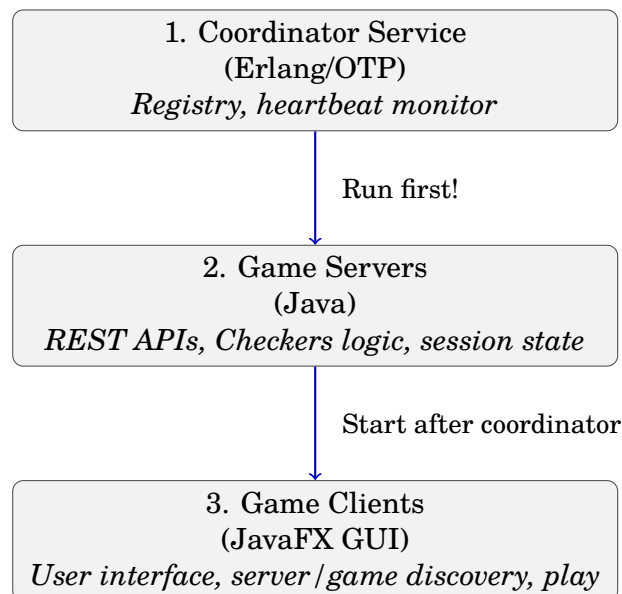 1. Coordinator Service
(Erlang/OTP)
Registry, heartbeat monitor
Run first!
2. Game Servers
(Java)
REST APIs, Checkers logic, session state
Start after coordinator
3. Game Clients
(JavaFX GUI)
User interface, server/game discovery, play